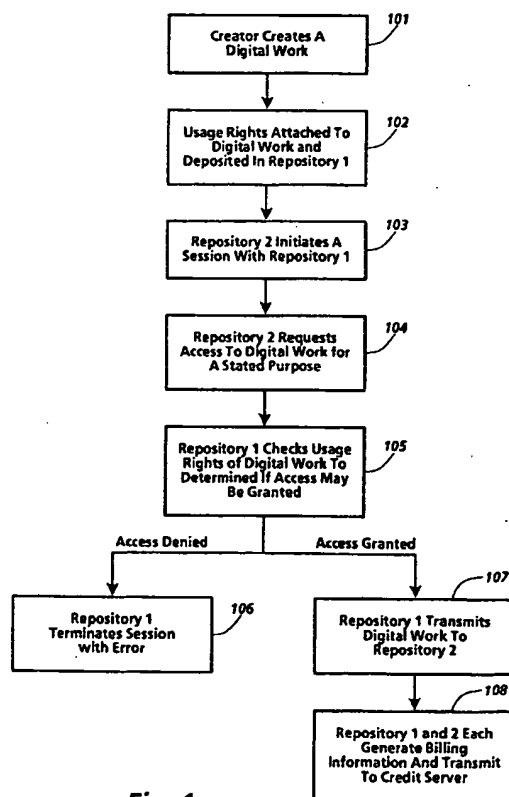 101
Creator Creates A
Digital Work
102
Usage Rights Attached To
Digital Work and
Deposited In Repository 1
103
Repository 2 Initiates A
Session With Repository 1
104
Repository 2 Requests
Access To Digital Work for
A Stated Purpose
105
Repository 1 Checks Usage
Rights of Digital Work To
Determined If Access May
Be Granted
Access Denied
Access Granted
106
Repository 1
Terminates Session
with Error
107
Repository 1 Transmits
Digital Work To
Repository 2
108
Repository 1 and 2 Each
Generate Billing
Information And Transmit
To Credit Server